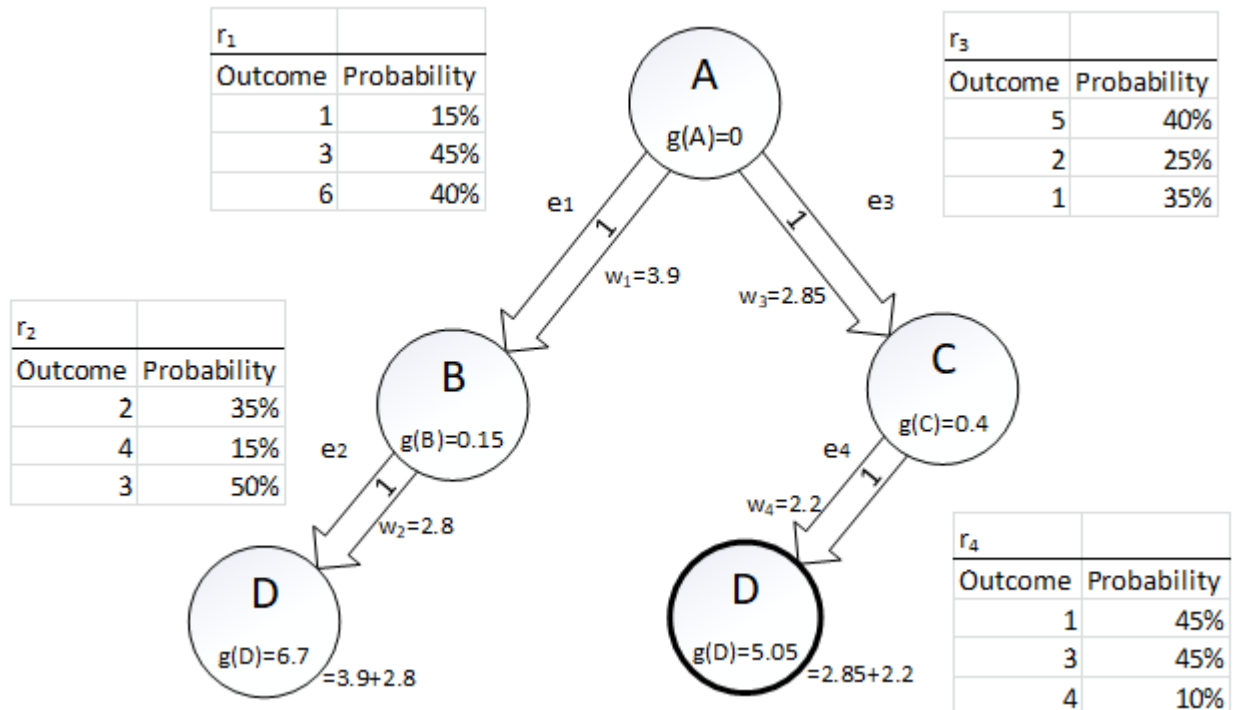 r₁
Outcome Probability
1 15%
3 45%
6 40%
A
g(A)=0
r₃
Outcome Probability
5 40%
2 25%
1 35%
e₁
1
w₁=3.9
e₃
1
w₃=2.85
r₂
Outcome Probability
2 35%
4 15%
3 50%
B
g(B)=0.15
C
g(C)=0.4
e₂
1
w₂=2.8
e₄
1
w₄=2.2
D
g(D)=6.7
=3.9+2.8
D
g(D)=5.05
=2.85+2.2
r₄
Outcome Probability
1 45%
3 45%
4 10%